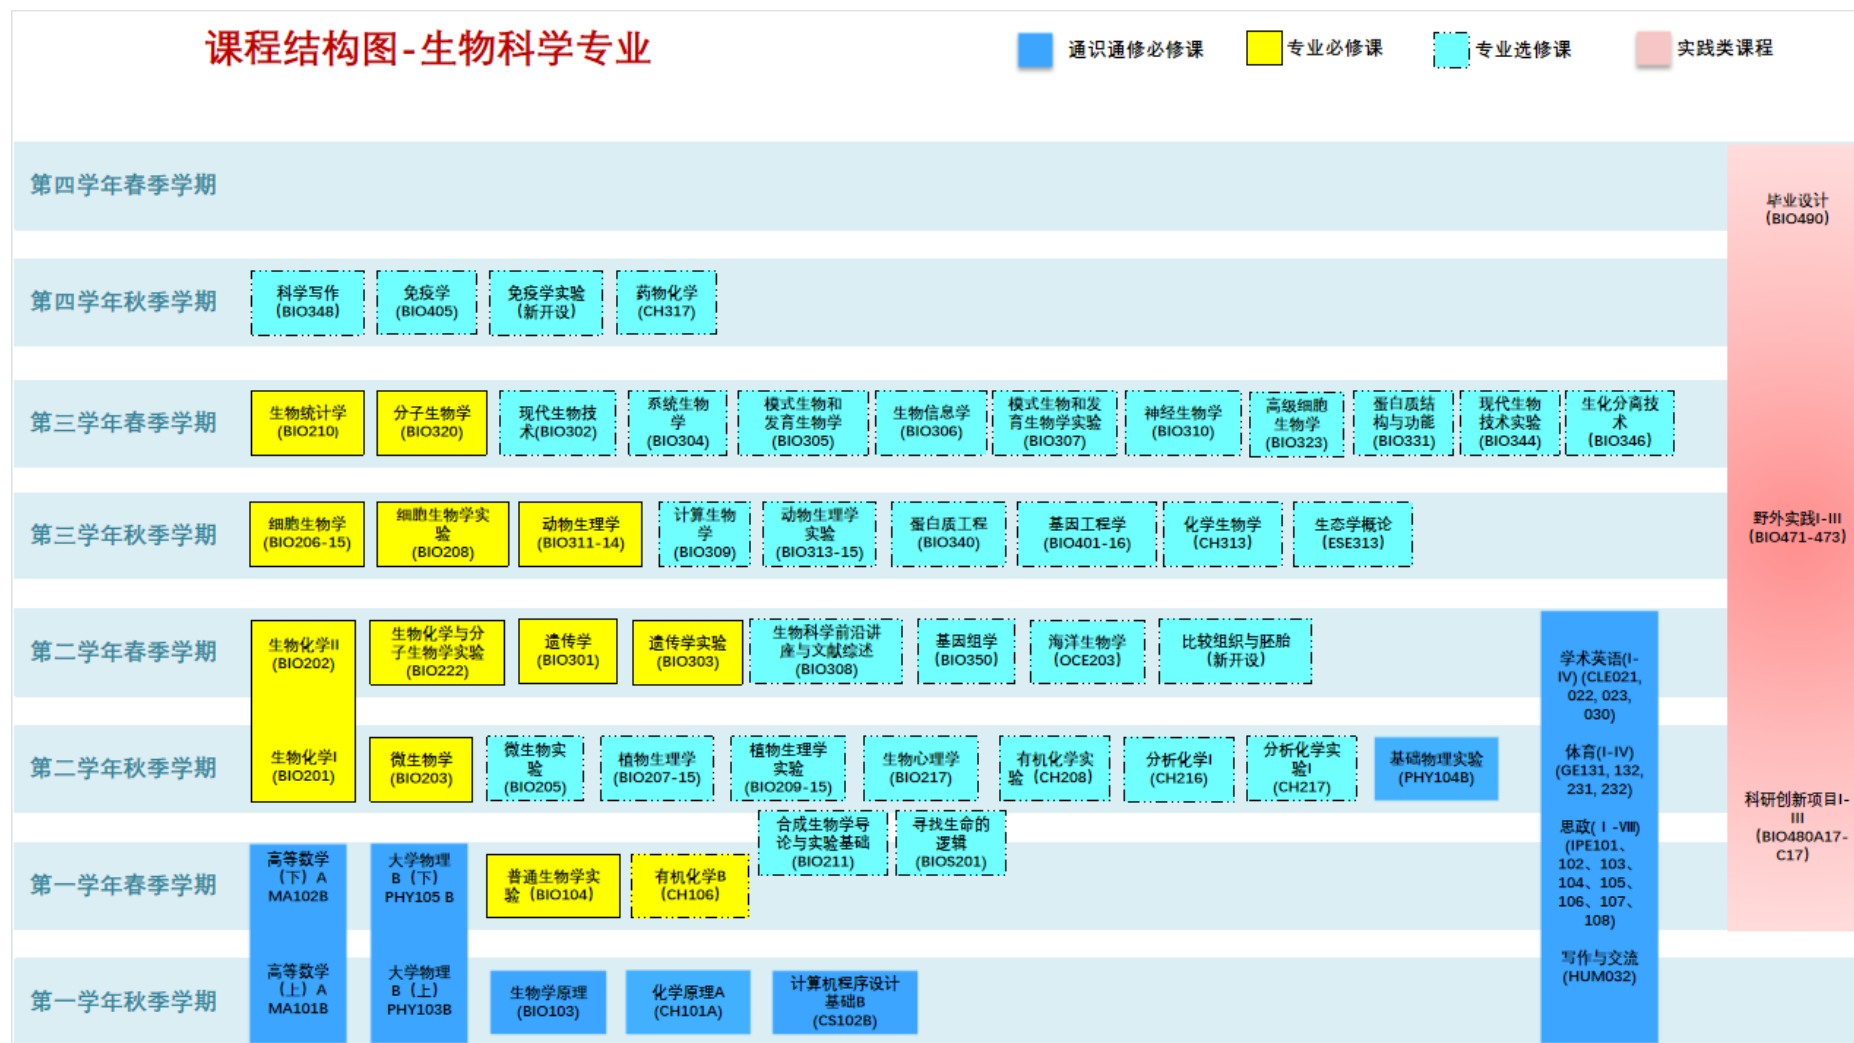 课程结构图-生物科学专业
通识通修必修课
专业必修课
专业选修课
实践类课程
第四学年春季学期
毕业设计
(BIO490)
第四学年秋季学期
科学写作
(BIO348)
免疫学
(BIO405)
免疫学实验
(新开设)
药物化学
(CH317)
第三学年春季学期
生物统计学
(BIO210)
分子生物学
(BIO320)
现代生物技
术(BIO302)
系统生物
学
(BIO304)
模式生物和
发育生物学
(BIO305)
生物信息学
(BIO306)
模式生物和发
育生物学实验
(BIO307)
神经生物学
(BIO310)
高级细胞
生物学
(BIO323)
蛋白质结
构与功能
(BIO331)
现代生物
技术实验
(BIO344)
生化分离技
术
(BIO346)
第三学年秋季学期
细胞生物学
(BIO206-15)
细胞生物学实
验
(BIO208)
动物生理学
(BIO311-14)
计算生物
学
(BIO309)
动物生理学
实验
(BIO313-15)
蛋白质工程
(BIO340)
基因工程学
(BIO401-16)
化学生物学
(CH313)
生态学概论
(ESE313)
野外实践I-III
(BIO471-473)
第二学年春季学期
生物化学II
(BIO202)
生物化学与分
子生物学实验
(BIO222)
遗传学
(BIO301)
遗传学实验
(BIO303)
生物科学前沿讲
座与文献综述
(BIO308)
基因组学
(BIO350)
海洋生物学
(OCE203)
比较组织与胚胎
(新开设)
第二学年秋季学期
生物化学I
(BIO201)
微生物学
(BIO203)
微生物实
验
(BIO205)
植物生理学
(BIO207-15)
植物生理学
实验
(BIO209-15)
生物心理学
(BIO217)
有机化学实
验 (CH208)
分析化学I
(CH216)
分析化学实
验I
(CH217)
基础物理实验
(PHY104B)
合成生物学导
论与实验基础
(BIO211)
寻找生命的
逻辑
(BIOS201)
第一学年春季学期
高等数学
(下) A
MA102B
大学物理
B (下)
PHY105 B
普通生物学实
验 (BIO104)
有机化学B
(CH106)
第一学年秋季学期
高等数学
(上) A
MA101B
大学物理
B (上)
PHY103B
生物学原理
(BIO103)
化学原理A
(CH101A)
计算机程序设计
基础B
(CS102B)
学术英语(I-
IV) (CLE021,
022, 023,
030)
体育(I-IV)
(GE131, 132,
231, 232)
思政(Ⅰ-Ⅷ)
(IPE101、
102、103、
104、105、
106、107、
108)
写作与交流
(HUM032)
科研创新项目I-
III
(BIO480A17-
C17)